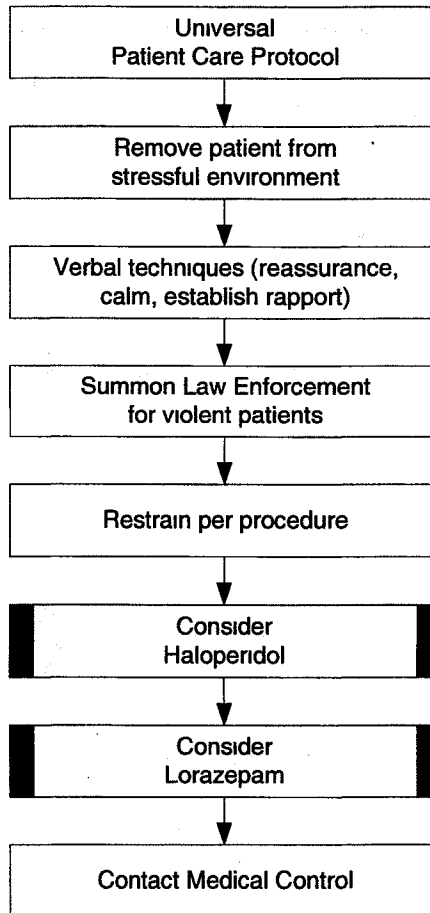 Universal
Patient Care Protocol
Remove patient from
stressful environment
Verbal techniques (reassurance,
calm, establish rapport)
Summon Law Enforcement
for violent patients
Restrain per procedure
Consider
Haloperidol
Consider
Lorazepam
Contact Medical Control